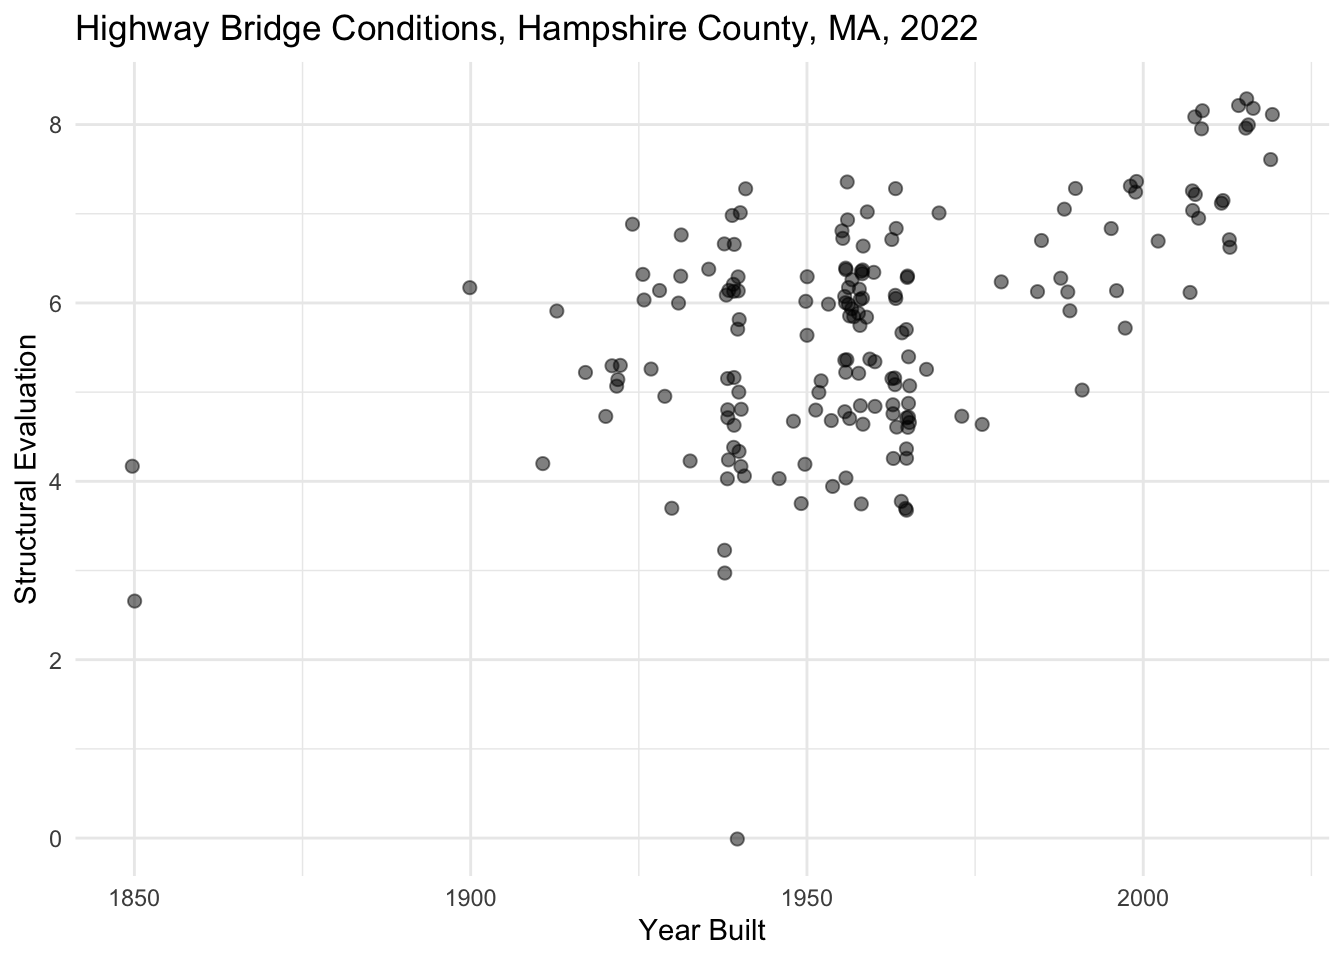 Highway Bridge Conditions, Hampshire County, MA, 2022
8
6
4
2
0
Structural Evaluation
1850 1900 1950 2000
Year Built